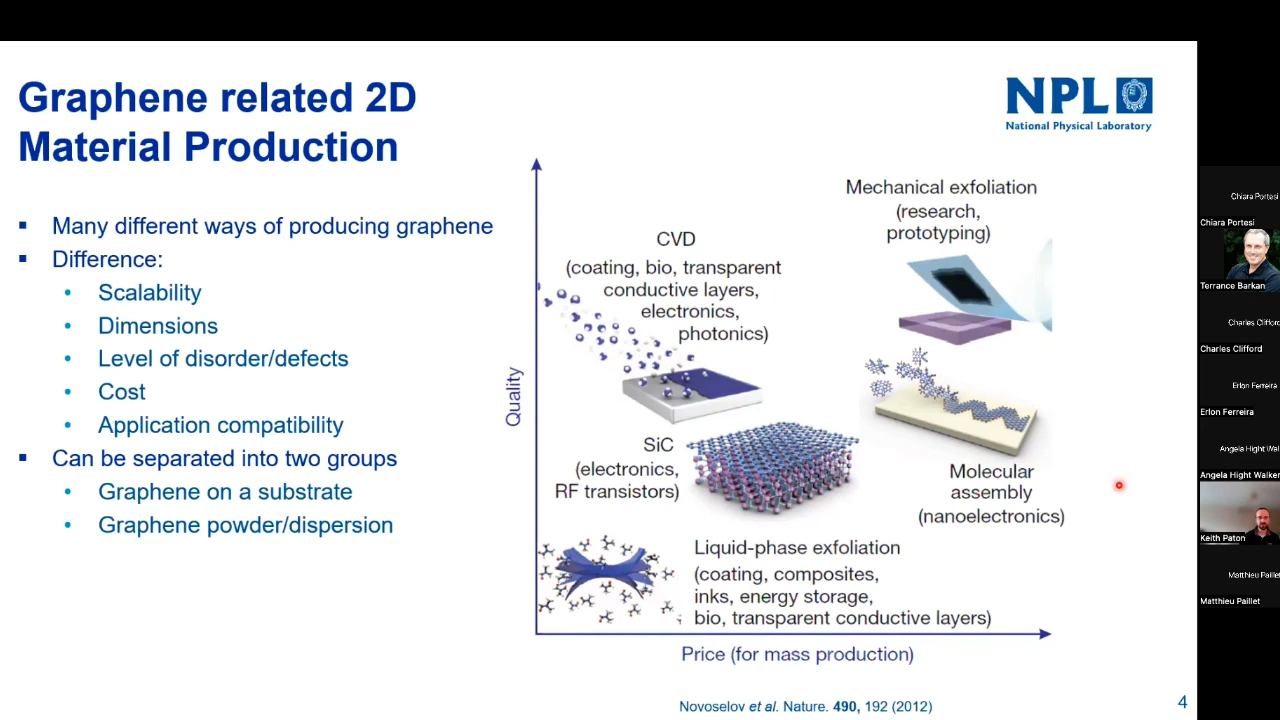 Graphene related 2D
Material Production
NPL
National Physical Laboratory
▪ Many different ways of producing graphene
▪ Difference:
• Scalability
• Dimensions
• Level of disorder/defects
• Cost
• Application compatibility
▪ Can be separated into two groups
• Graphene on a substrate
• Graphene powder/dispersion
Quality
CVD
(coating, bio, transparent
conductive layers,
electronics,
photonics)
Mechanical exfoliation
(research,
prototyping)
SiC
(electronics,
RF transistors)
Molecular
assembly
(nanoelectronics)
Liquid-phase exfoliation
(coating, composites,
inks, energy storage,
bio, transparent conductive layers)
Price (for mass production)
Novoselov et al. Nature. 490, 192 (2012)
4
Chiara Portesi
Chiara Portesi
Terrance Barkan
Charles Clifford
Charles Clifford
Erlon Ferreira
Erlon Ferreira
Angela Hight Wal
Angela Hight Walker
Keith Paton
Matthieu Paillet
Matthieu Paillet